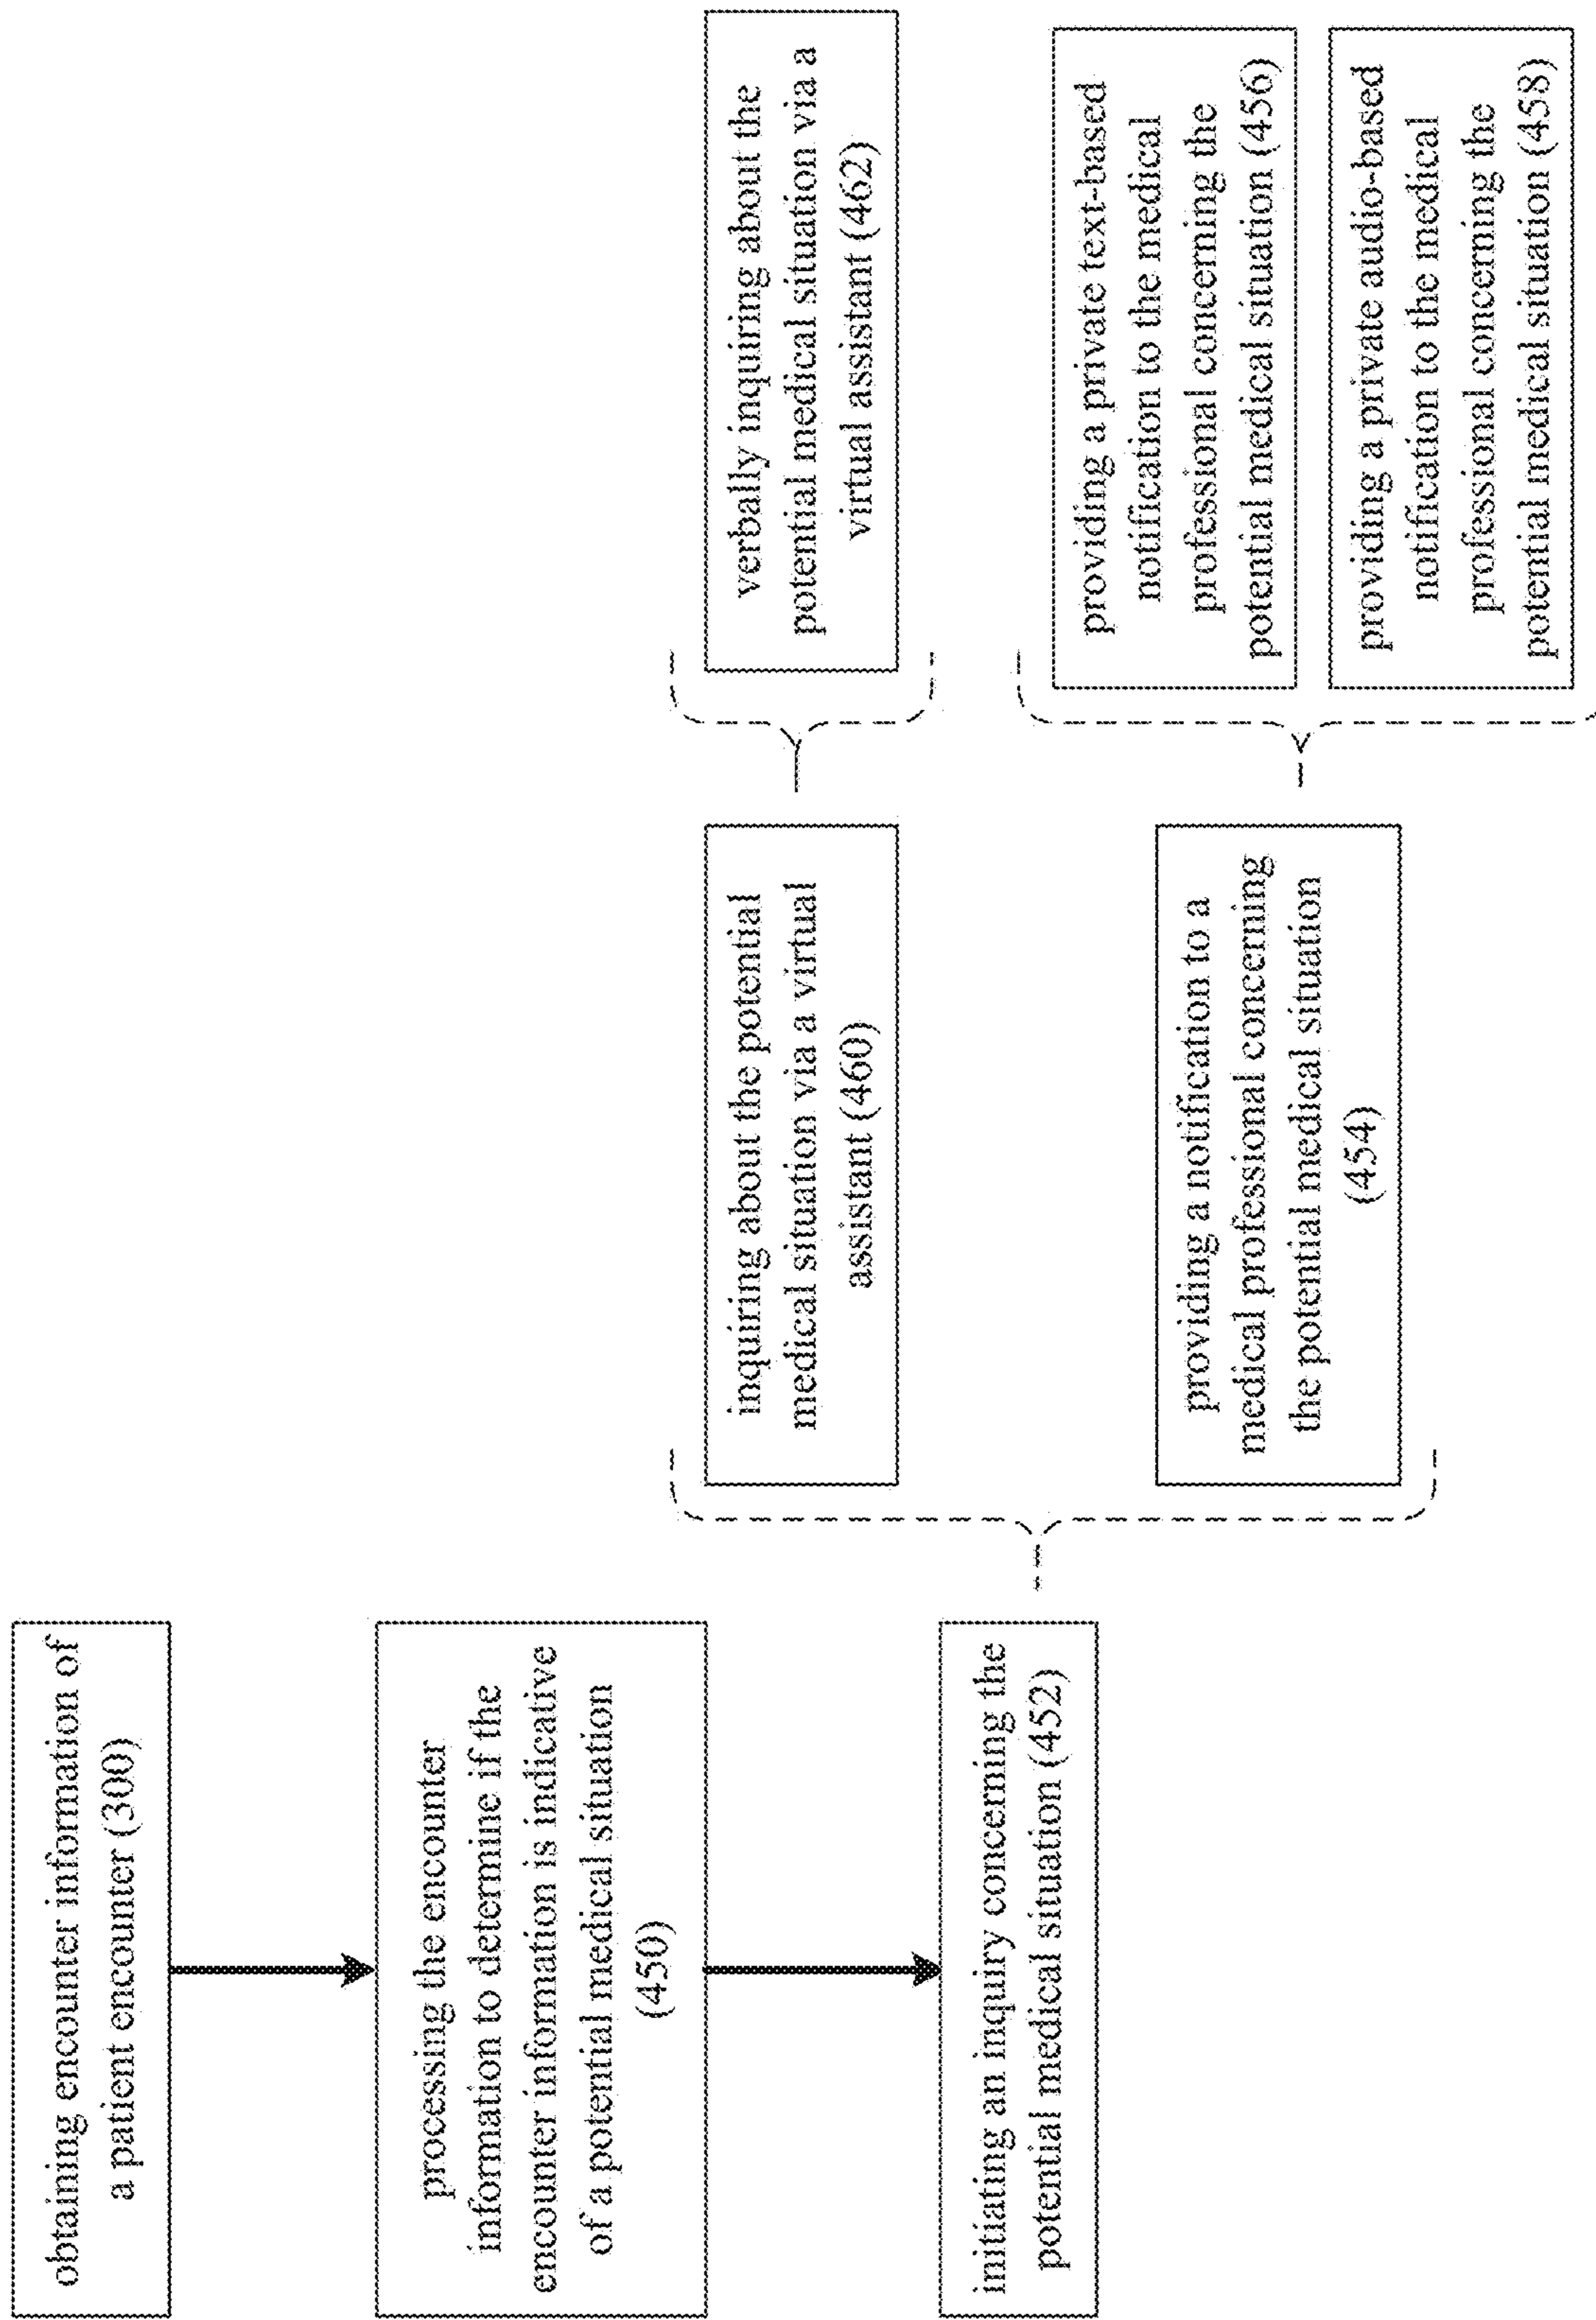 obtaining encounter information of
a patient encounter (300)
processing the encounter
information to determine if the
encounter information is indicative
of a potential medical situation
(450)
initiating an inquiry concerning the
potential medical situation (452)
inquiring about the potential
medical situation via a virtual
assistant (460)
providing a notification to a
medical professional concerning
the potential medical situation
(454)
verbally inquiring about the
potential medical situation via a
virtual assistant (462)
providing a private text-based
notification to the medical
professional concerning the
potential medical situation (456)
providing a private audio-based
notification to the medical
professional concerning the
potential medical situation (458)